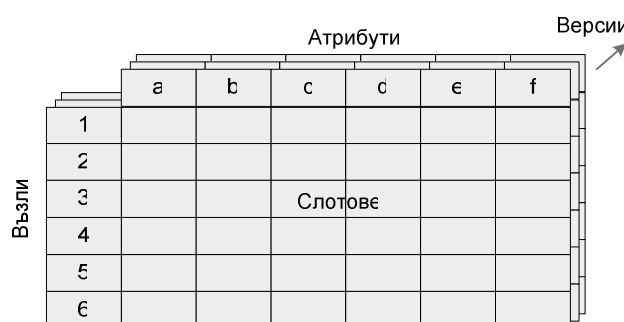 Версии
Атрибути
a b c d e f
1
2
Възли
3 Слотове
4
5
6